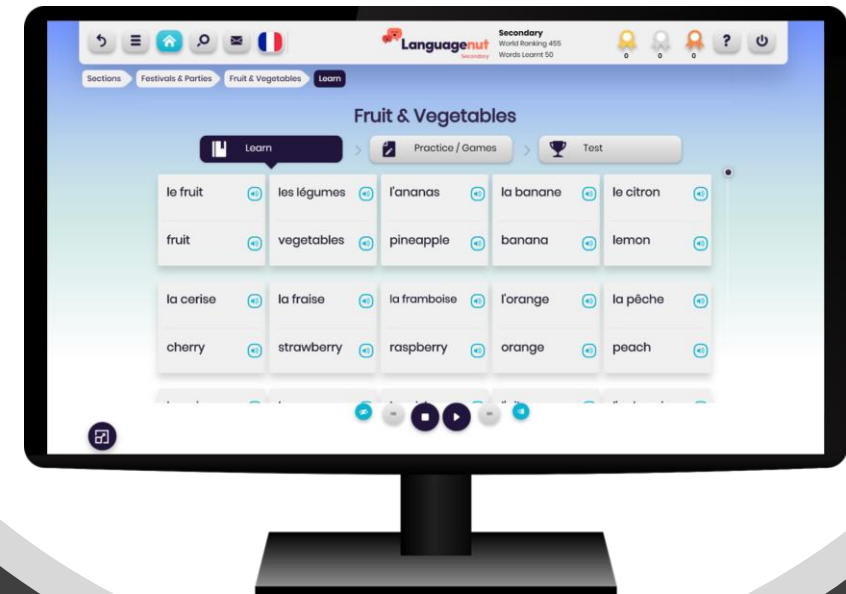 Languagenut
Secondary
Secondary
World Ranking 455
Words Learnt 50
0 0 0 ?
Sections Festivals & Parties Fruit & Vegetables Learn
Fruit & Vegetables
Learn > Practice / Games > Test
le fruit les légumes l'ananas la banane le citron
fruit vegetables pineapple banana lemon
la cerise la fraise la framboise l'orange la pêche
cherry strawberry raspberry orange peach